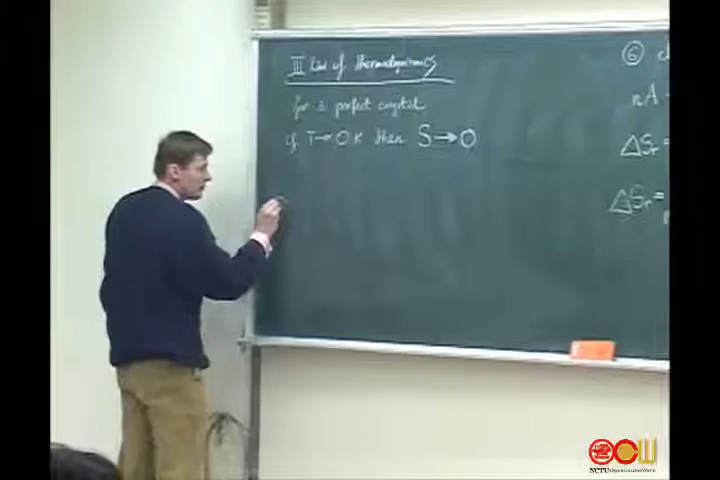 III Law of thermodynamics
for a perfect crystal
if T→0 K then S→0
6
nA
ΔSr=
ΔSr=
NCTU OpenCourseWare